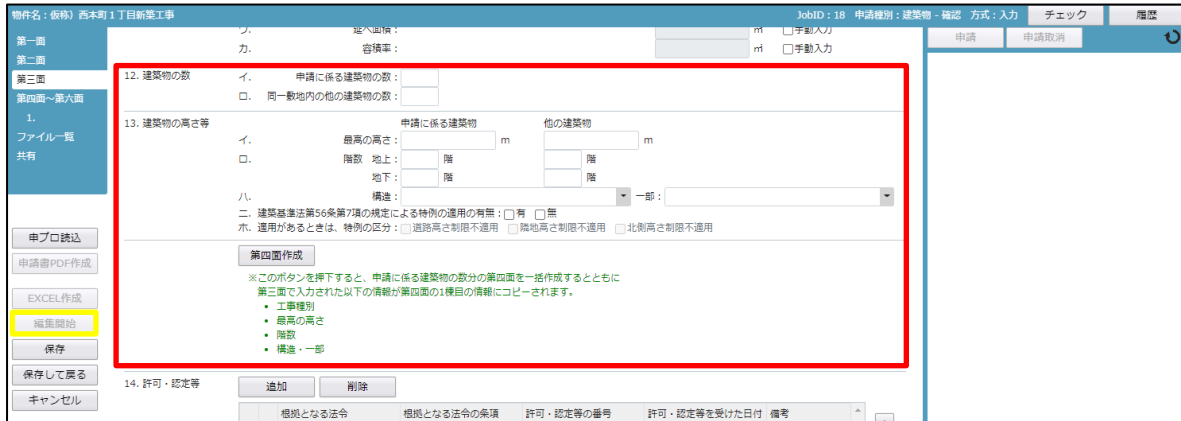 物件名：仮称）西本町１丁目新築工事 JobID：18 申請種別：建築物 - 確認 方式：入力 チェック 履歴
第一面
第二面
第三面
第四面～第六面
1.
ファイル一覧
共有
申プロ読込
申請書PDF作成
EXCEL作成
編集開始
保存
保存して戻る
キャンセル
ワ. 延べ面積： ㎡ 手動入力
カ. 容積率： ㎡ 手動入力
12. 建築物の数 イ. 申請に係る建築物の数：
ロ. 同一敷地内の他の建築物の数：
13. 建築物の高さ等 申請に係る建築物 他の建築物
イ. 最高の高さ： m m
ロ. 階数 地上： 階 階
地下： 階 階
ハ. 構造： 一部：
ニ. 建築基準法第56条第7項の規定による特例の適用の有無：有 無
ホ. 適用があるときは、特例の区分：道路高さ制限不適用 隣地高さ制限不適用 北側高さ制限不適用
第四面作成
※このボタンを押下すると、申請に係る建築物の数分の第四面を一括作成するとともに
第三面で入力された以下の情報が第四面の1棟目の情報にコピーされます。
• 工事種別
• 最高の高さ
• 階数
• 構造・一部
14. 許可・認定等 追加 削除
根拠となる法令 根拠となる法令の条項 許可・認定等の番号 許可・認定等を受けた日付 備考
申請 申請取消